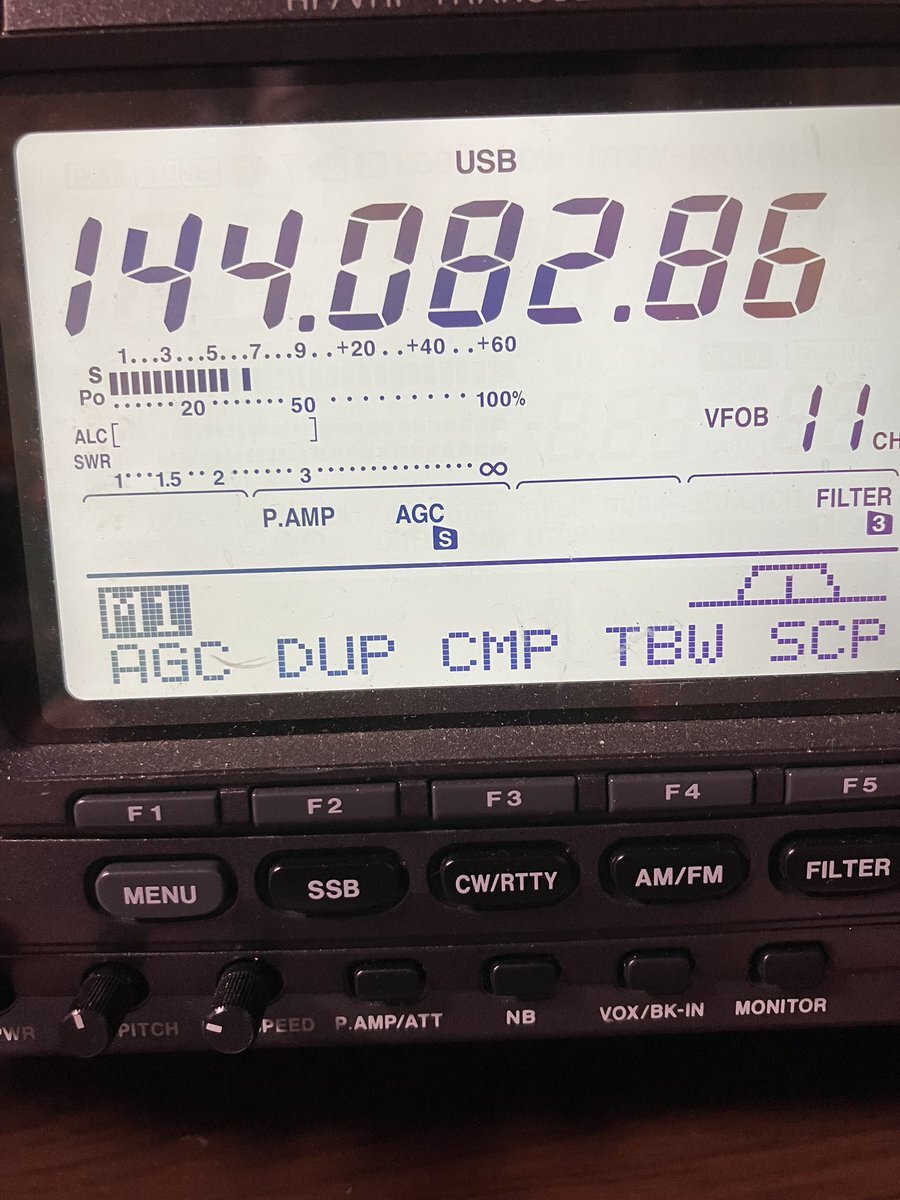 USB
144.082.86
1...3...5...7...9..+20..+40..+60
S
Po ......20.......50.........100%
VFOB 11 CH
ALC[ ]
SWR
1···1.5··2······3···············∞
P.AMP AGC FILTER
S 3
M1
AGC DUP CMP TBW SCP
F1 F2 F3 F4 F5
MENU SSB CW/RTTY AM/FM FILTER
PWR PITCH SPEED P.AMP/ATT NB VOX/BK-IN MONITOR